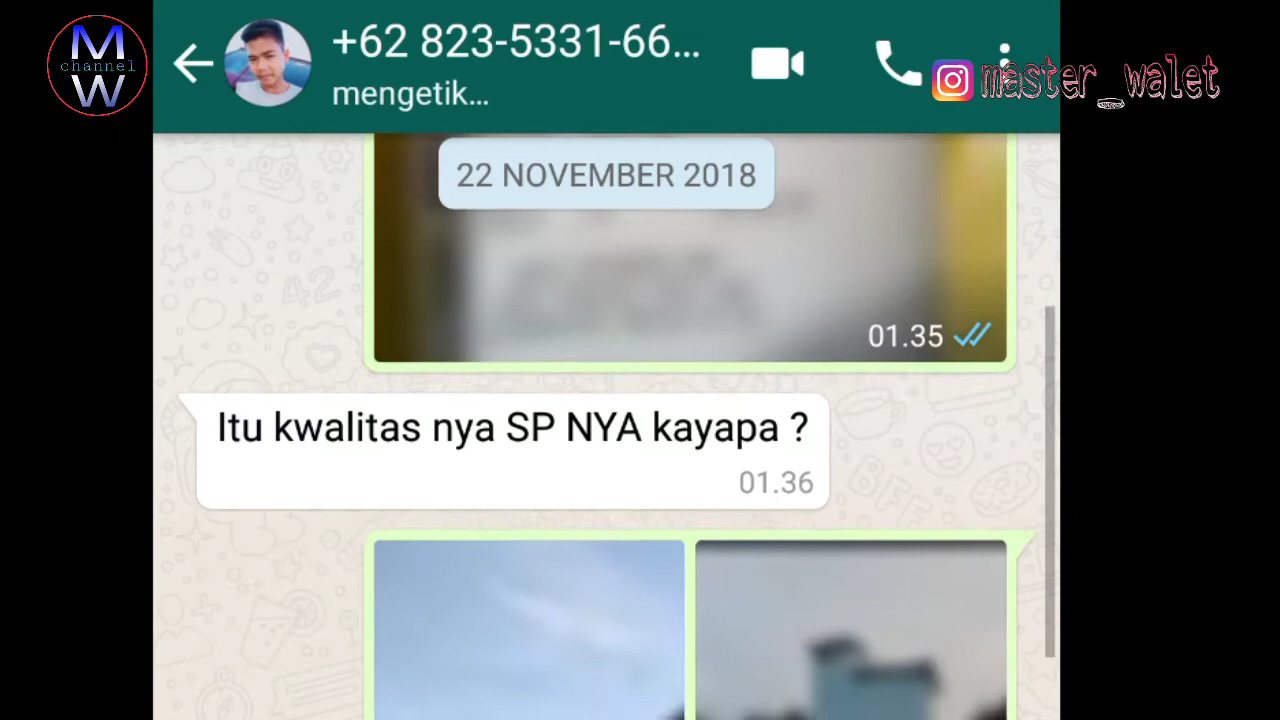 M
channel
W
+62 823-5331-66...
mengetik...
master_walet
22 NOVEMBER 2018
01.35
Itu kwalitas nya SP NYA kayapa ?
01.36